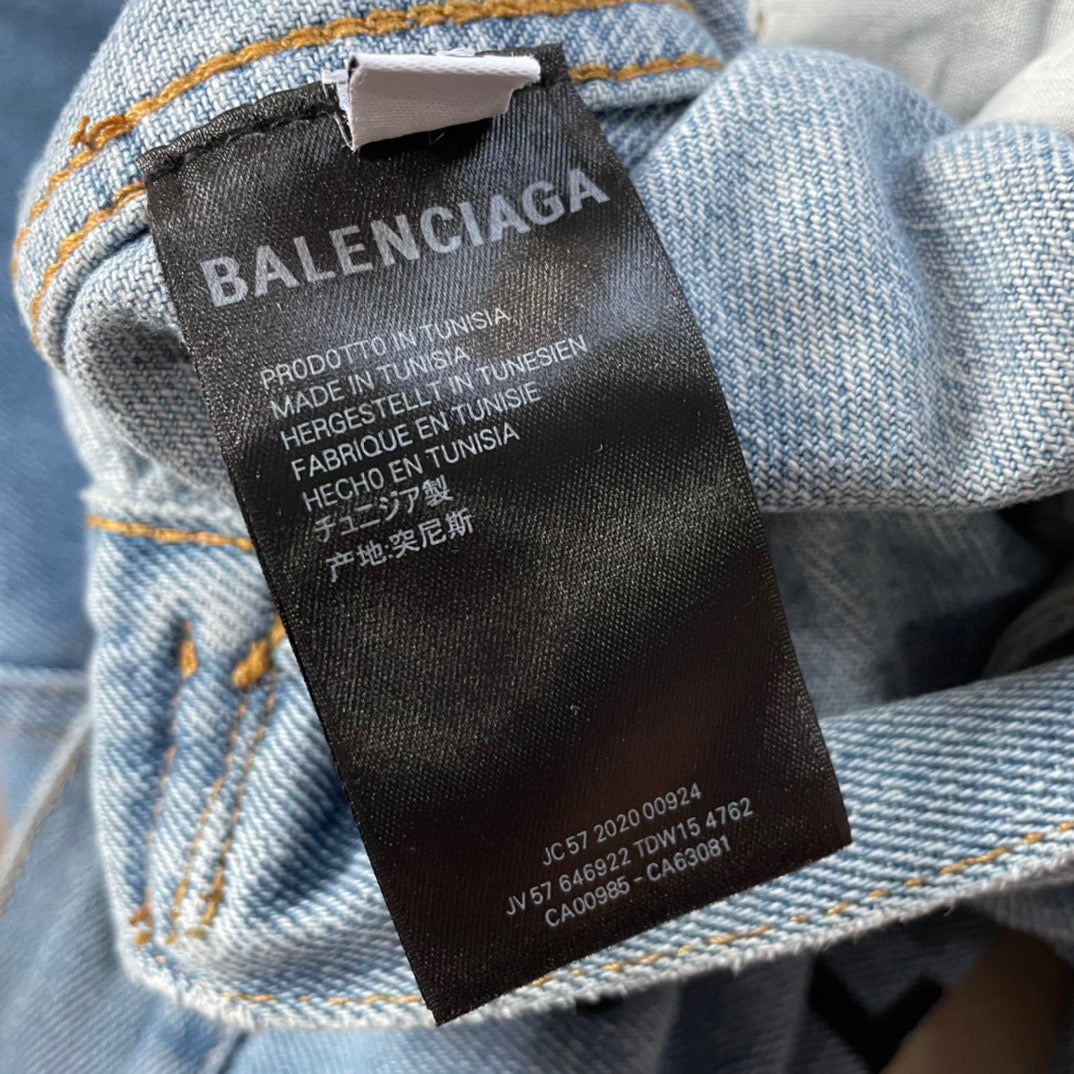 BALENCIAGA
PRODOTTO IN TUNISIA
MADE IN TUNISIA
HERGESTELLT IN TUNESIEN
FABRIQUE EN TUNISIE
HECHO EN TUNISIA
チュニジア製
产地:突尼斯
JC 57 2020 00924
JV 57 646922 TDW15 4762
CA00985 - CA63081